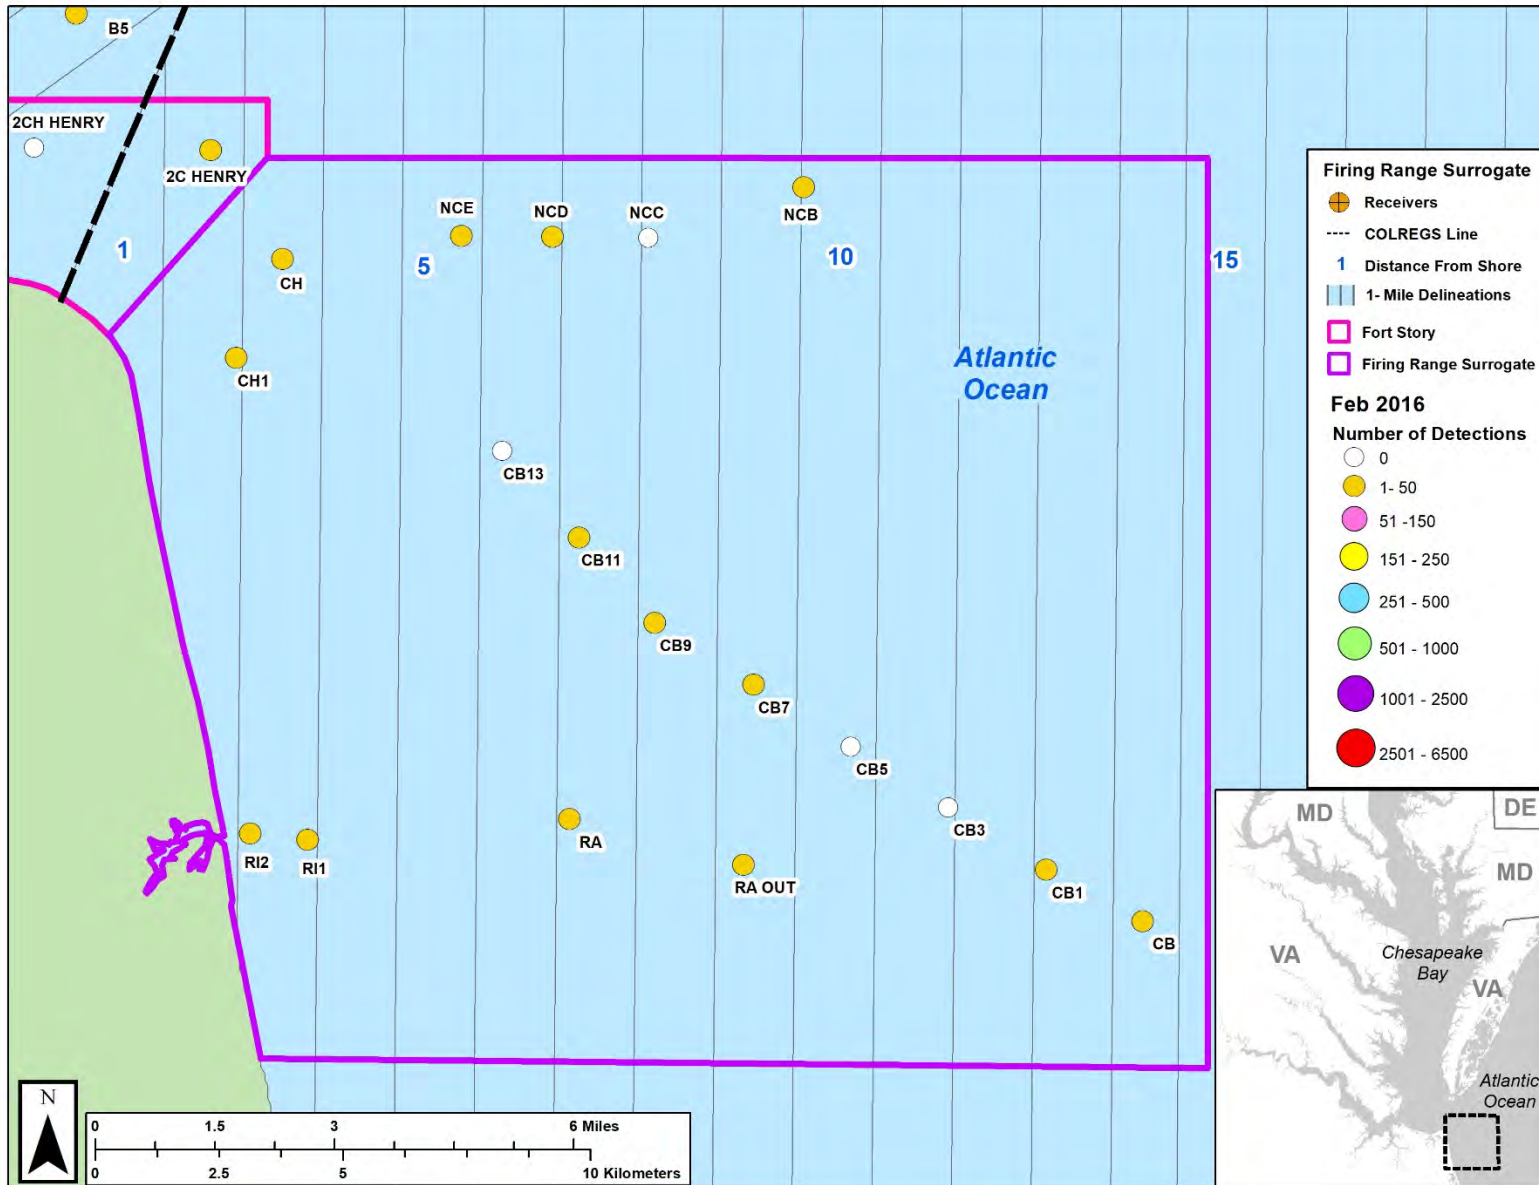 B5
2CH HENRY
2C HENRY
1
CH
CH1
NCE
NCD
NCC
NCB
5
10
15
Atlantic
Ocean
CB13
CB11
CB9
CB7
CB5
CB3
CB1
CB
RI2
RI1
RA
RA OUT
Firing Range Surrogate
Receivers
COLREGS Line
1 Distance From Shore
1- Mile Delineations
Fort Story
Firing Range Surrogate
Feb 2016
Number of Detections
0
1- 50
51 -150
151 - 250
251 - 500
501 - 1000
1001 - 2500
2501 - 6500
MD
DE
MD
VA
Chesapeake
Bay
VA
Atlantic
Ocean
N
0 1.5 3 6 Miles
0 2.5 5 10 Kilometers